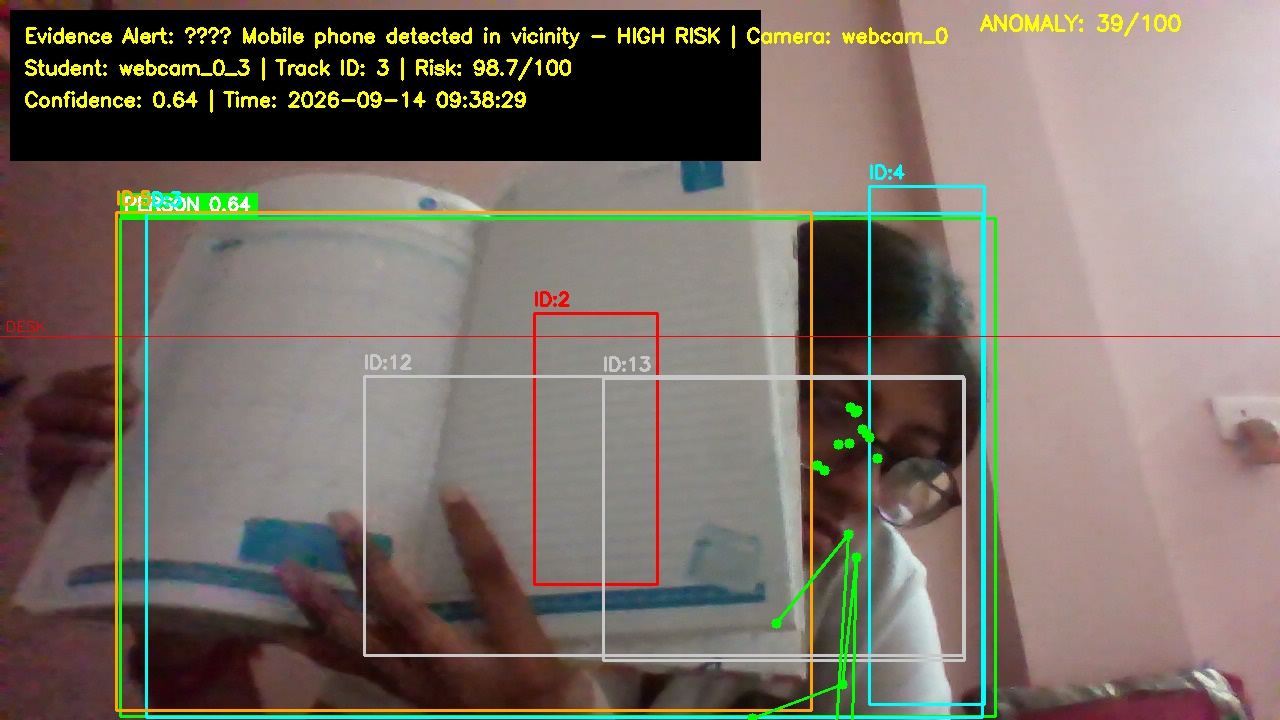 Evidence Alert: ???? Mobile phone detected in vicinity - HIGH RISK | Camera: webcam_0
ANOMALY: 39/100
Student: webcam_0_3 | Track ID: 3 | Risk: 98.7/100
Confidence: 0.64 | Time: 2026-09-14 09:38:29
ID:4
PERSON 0.64
ID:2
DESK
ID:12
ID:13